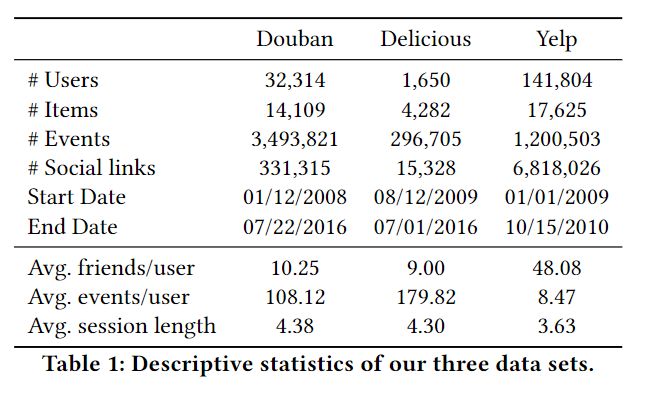 Douban Delicious Yelp
# Users 32,314 1,650 141,804
# Items 14,109 4,282 17,625
# Events 3,493,821 296,705 1,200,503
# Social links 331,315 15,328 6,818,026
Start Date 01/12/2008 08/12/2009 01/01/2009
End Date 07/22/2016 07/01/2016 10/15/2010
Avg. friends/user 10.25 9.00 48.08
Avg. events/user 108.12 179.82 8.47
Avg. session length 4.38 4.30 3.63
Table 1: Descriptive statistics of our three data sets.